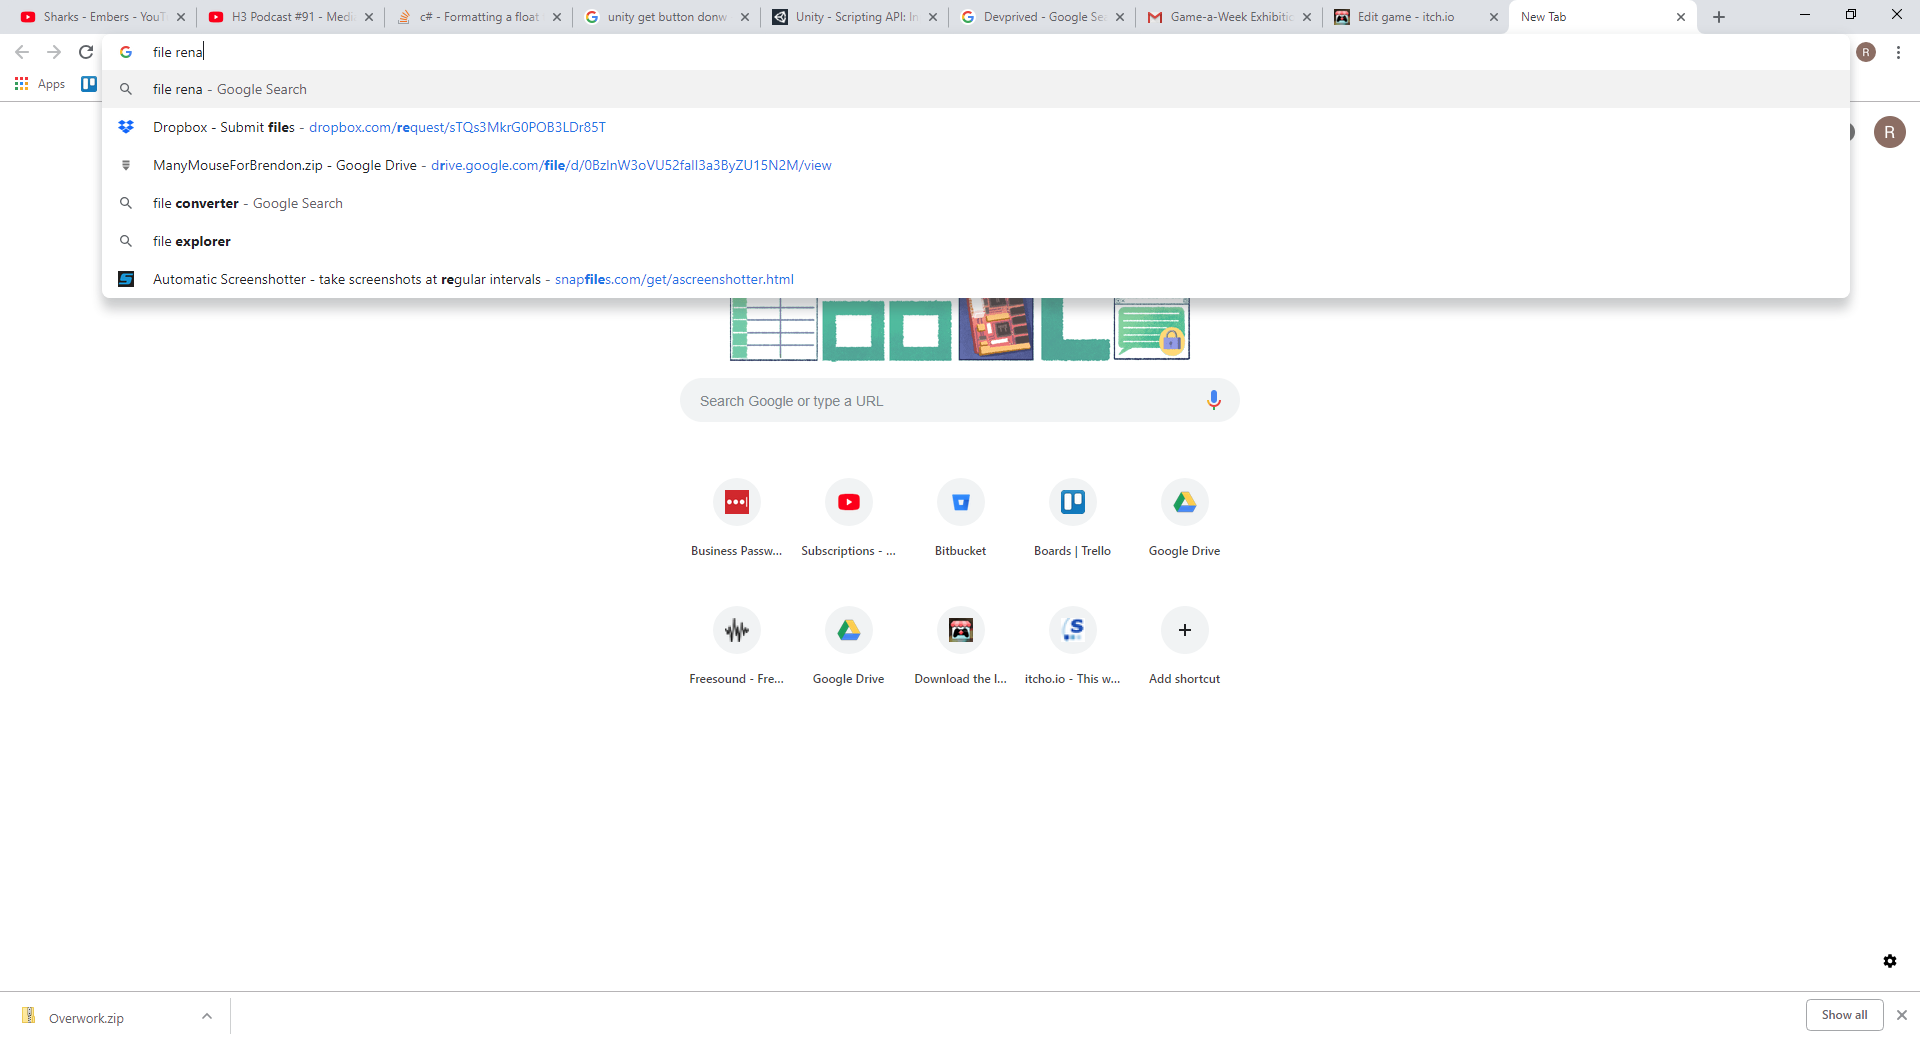 Sharks - Embers - YouT
H3 Podcast #91 - Medi
c# - Formatting a float
unity get button donw
Unity - Scripting API: In
Devprived - Google Sea
Game-a-Week Exhibitio
Edit game - itch.io
New Tab
file rena
R
Apps
file rena - Google Search
Dropbox - Submit files - dropbox.com/request/sTQs3MkrG0POB3LDr85T
R
ManyMouseForBrendon.zip - Google Drive - drive.google.com/file/d/0BzlnW3oVU52fall3a3ByZU15N2M/view
file converter - Google Search
file explorer
Automatic Screenshotter - take screenshots at regular intervals - snapfiles.com/get/ascreenshotter.html
Search Google or type a URL
Business Passw...
Subscriptions - ...
Bitbucket
Boards | Trello
Google Drive
Freesound - Fre...
Google Drive
Download the l...
itcho.io - This w...
Add shortcut
Overwork.zip
Show all